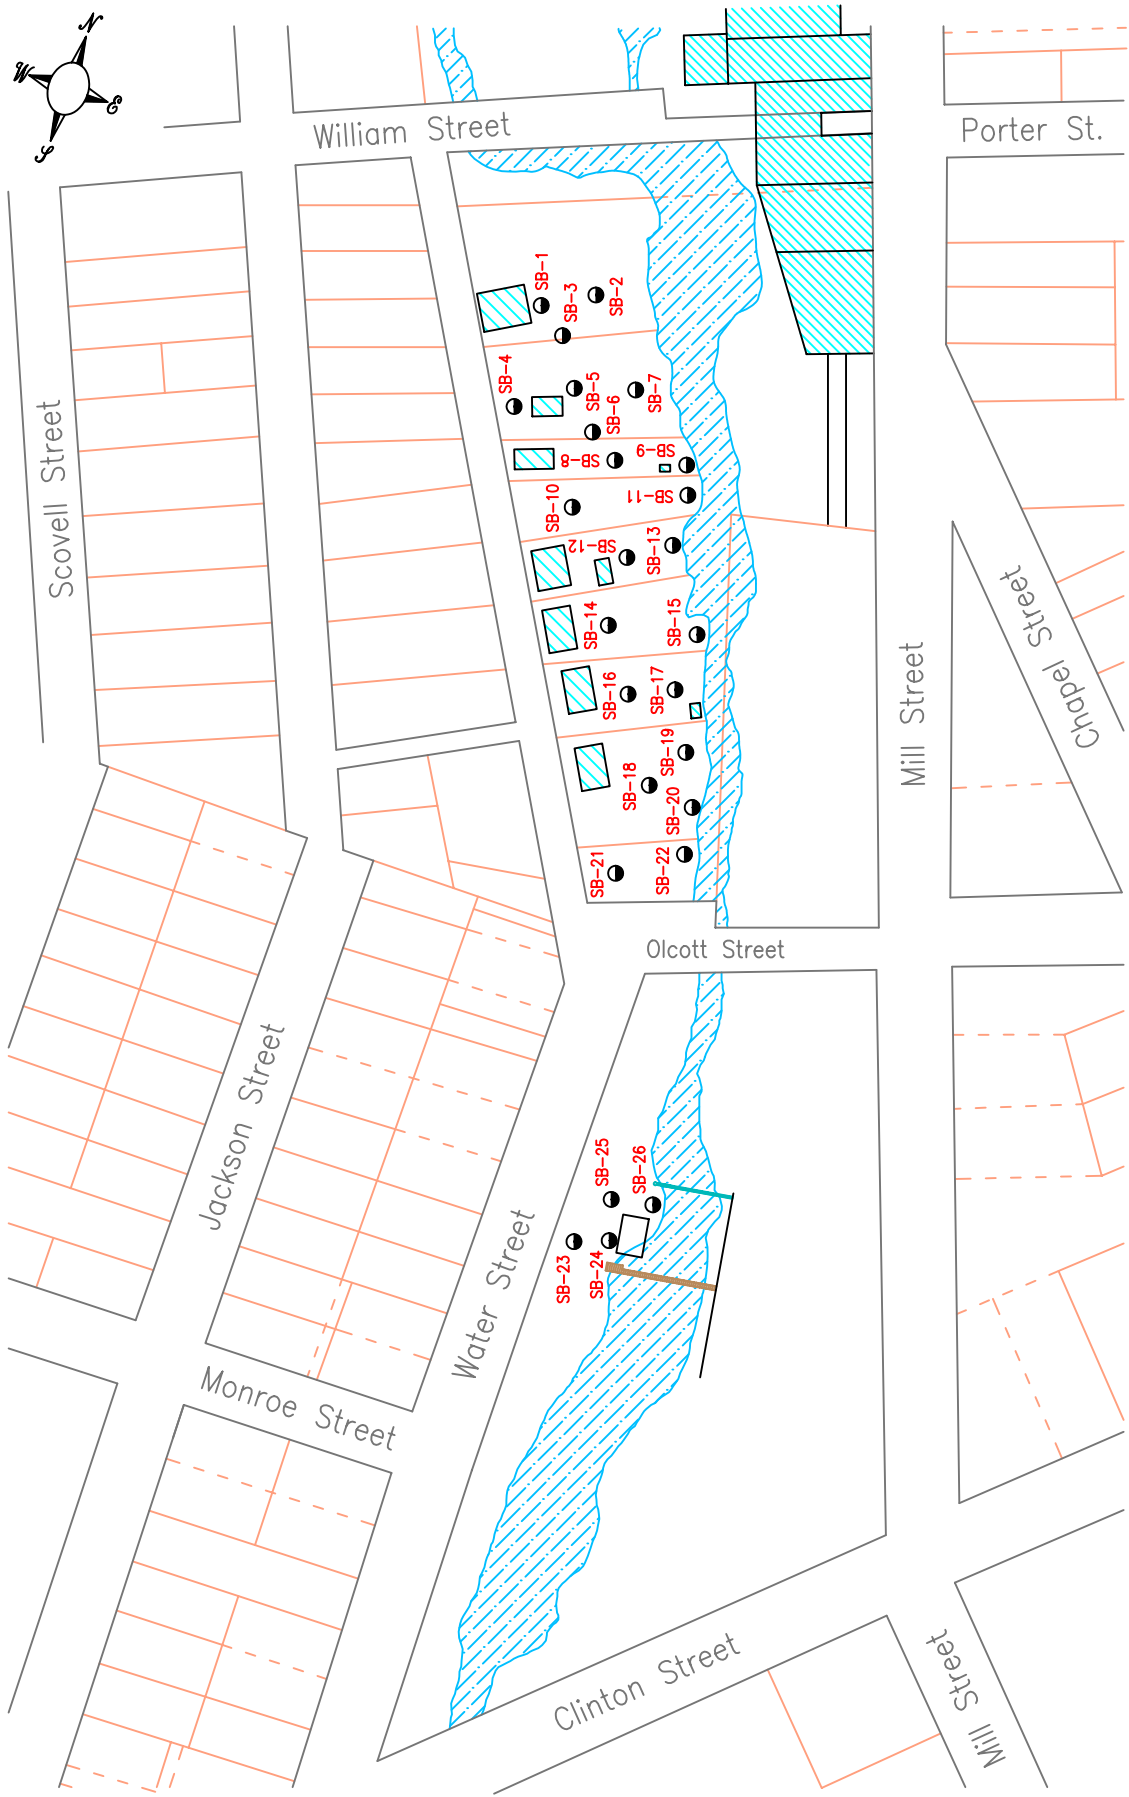 N
W
E
S
William Street
Porter St.
SB-1
SB-2
SB-3
SB-4
SB-5
SB-7
SB-6
Scovell Street
SB-8
SB-9
SB-10
SB-11
SB-12
SB-13
SB-14
SB-15
Chapel Street
SB-16
SB-17
Mill Street
SB-18
SB-19
SB-20
SB-21
SB-22
Olcott Street
Jackson Street
SB-25
SB-26
SB-23
SB-24
Water Street
Monroe Street
Clinton Street
Mill Street